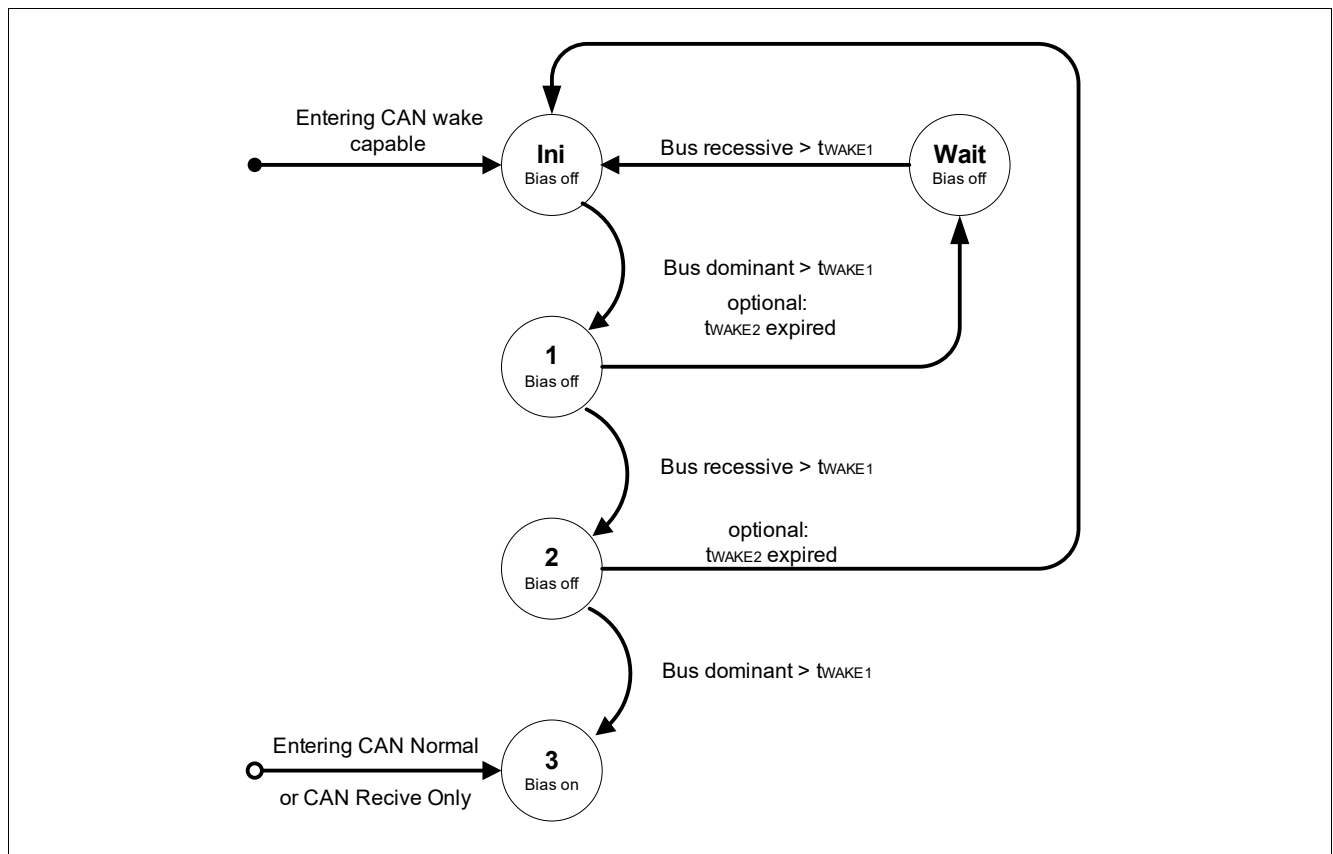 Entering CAN wake
capable
Ini
Bias off
Bus recessive > tWAKE1
Wait
Bias off
Bus dominant > tWAKE1
optional:
tWAKE2 expired
1
Bias off
Bus recessive > tWAKE1
optional:
tWAKE2 expired
2
Bias off
Bus dominant > tWAKE1
Entering CAN Normal
or CAN Recive Only
3
Bias on